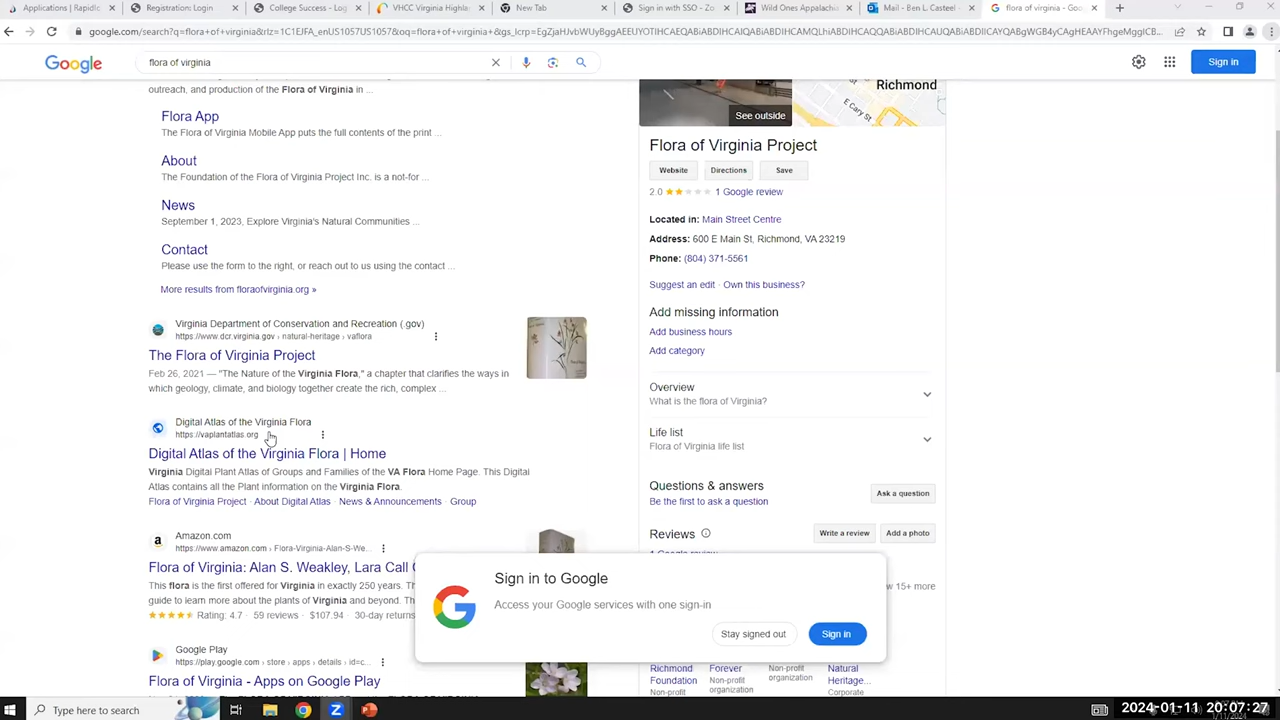 Applications | Rapidl
Registration: Login
College Success - Log
VHCC Virginia Highla
New Tab
Sign in with SSO - Zo
Wild Ones Appalachi
Mail - Ben L. Casteel -
flora of virginia - Goo
google.com/search?q=flora+of+virginia&rlz=1C1EJFA_enUS1057US1057&oq=flora+of+virginia+
Google
flora of virginia
Sign in
outreach, and production of the Flora of Virginia in ...
Flora App
The Flora of Virginia Mobile App puts the full contents of the print ...
About
The Foundation of the Flora of Virginia Project Inc. is a not-for ...
News
September 1, 2023, Explore Virginia's Natural Communities ...
Contact
Please use the form to the right, or reach out to us using the contact ...
More results from floraofvirginia.org »
Virginia Department of Conservation and Recreation (.gov)
https://www.dcr.virginia.gov › natural-heritage › vaflora
The Flora of Virginia Project
Feb 26, 2021 — "The Nature of the Virginia Flora," a chapter that clarifies the ways in
which geology, climate, and biology together create the rich, complex ...
Digital Atlas of the Virginia Flora
https://vaplantatlas.org
Digital Atlas of the Virginia Flora | Home
Virginia Digital Plant Atlas of Groups and Families of the VA Flora Home Page. This Digital
Atlas contains all the Plant information on the Virginia Flora.
Flora of Virginia Project · About Digital Atlas · News & Announcements · Group
Amazon.com
https://www.amazon.com › Flora-Virginia-Alan-S-We...
Flora of Virginia: Alan S. Weakley, Lara Call
This flora is the first offered for Virginia in exactly 250 years.
guide to learn more about the plants of Virginia and beyond.
Rating: 4.7 · 59 reviews · $107.94 · 30-day returns
Google Play
https://play.google.com › store › apps › details › id=c...
Flora of Virginia - Apps on Google Play
See outside
Richmond
E Cary St
Flora of Virginia Project
Website
Directions
Save
2.0
1 Google review
Located in: Main Street Centre
Address: 600 E Main St, Richmond, VA 23219
Phone: (804) 371-5561
Suggest an edit · Own this business?
Add missing information
Add business hours
Add category
Overview
What is the flora of Virginia?
Life list
Flora of Virginia life list
Questions & answers
Be the first to ask a question
Ask a question
Reviews
Write a review
Add a photo
1 Google review
w 15+ more
Sign in to Google
Access your Google services with one sign-in
Stay signed out
Sign in
Richmond
Foundation
Non-profit
Forever
Non-profit
organization
Non-profit
organization
Natural
Heritage...
Corporate
Type here to search
2024-01-11 20:07:27